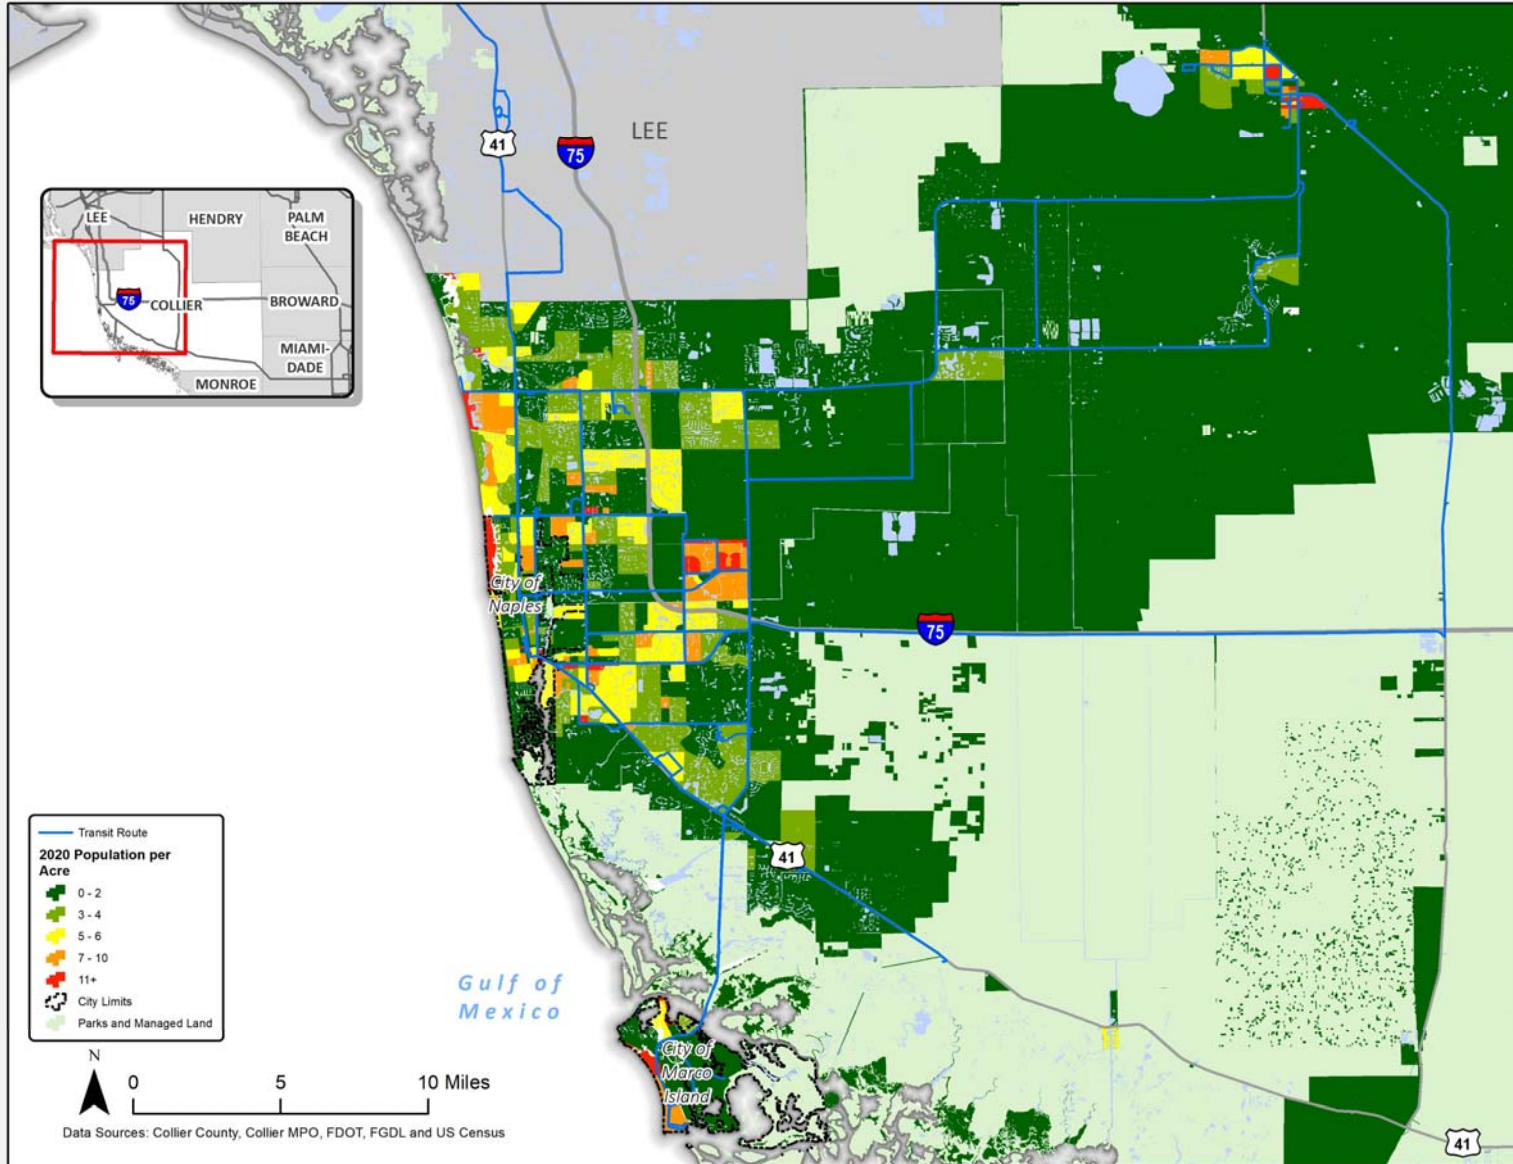 41
75
LEE
LEE
HENDRY
PALM
BEACH
75
COLLIER
BROWARD
MIAMI-
DADE
MONROE
City of
Naples
75
41
Transit Route
2020 Population per
Acre
0 - 2
3 - 4
5 - 6
7 - 10
11+
City Limits
Parks and Managed Land
Gulf of
Mexico
City of
Marco
Island
N
0 5 10 Miles
Data Sources: Collier County, Collier MPO, FDOT, FGDL and US Census
41